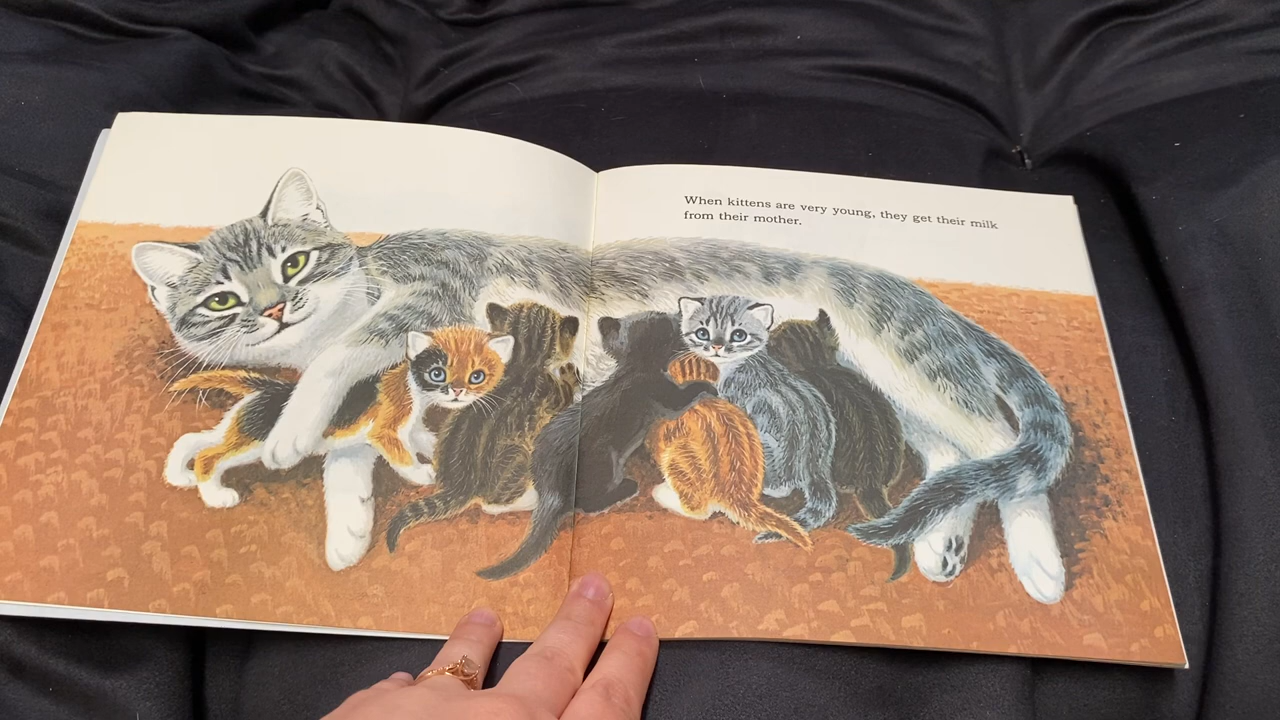 When kittens are very young, they get their milk
from their mother.